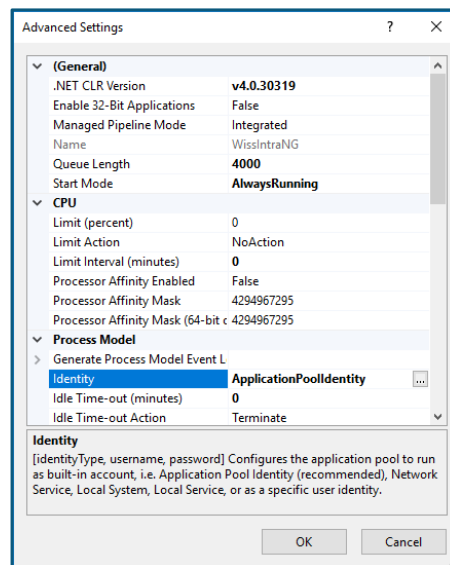 Advanced Settings ? ×
(General)
.NET CLR Version v4.0.30319
Enable 32-Bit Applications False
Managed Pipeline Mode Integrated
Name WissIntraNG
Queue Length 4000
Start Mode AlwaysRunning
CPU
Limit (percent) 0
Limit Action NoAction
Limit Interval (minutes) 0
Processor Affinity Enabled False
Processor Affinity Mask 4294967295
Processor Affinity Mask (64-bit o 4294967295
Process Model
Generate Process Model Event L
Identity ApplicationPoolIdentity ...
Idle Time-out (minutes) 0
Idle Time-out Action Terminate
Identity
[identityType, username, password] Configures the application pool to run
as built-in account, i.e. Application Pool Identity (recommended), Network
Service, Local System, Local Service, or as a specific user identity.
OK Cancel